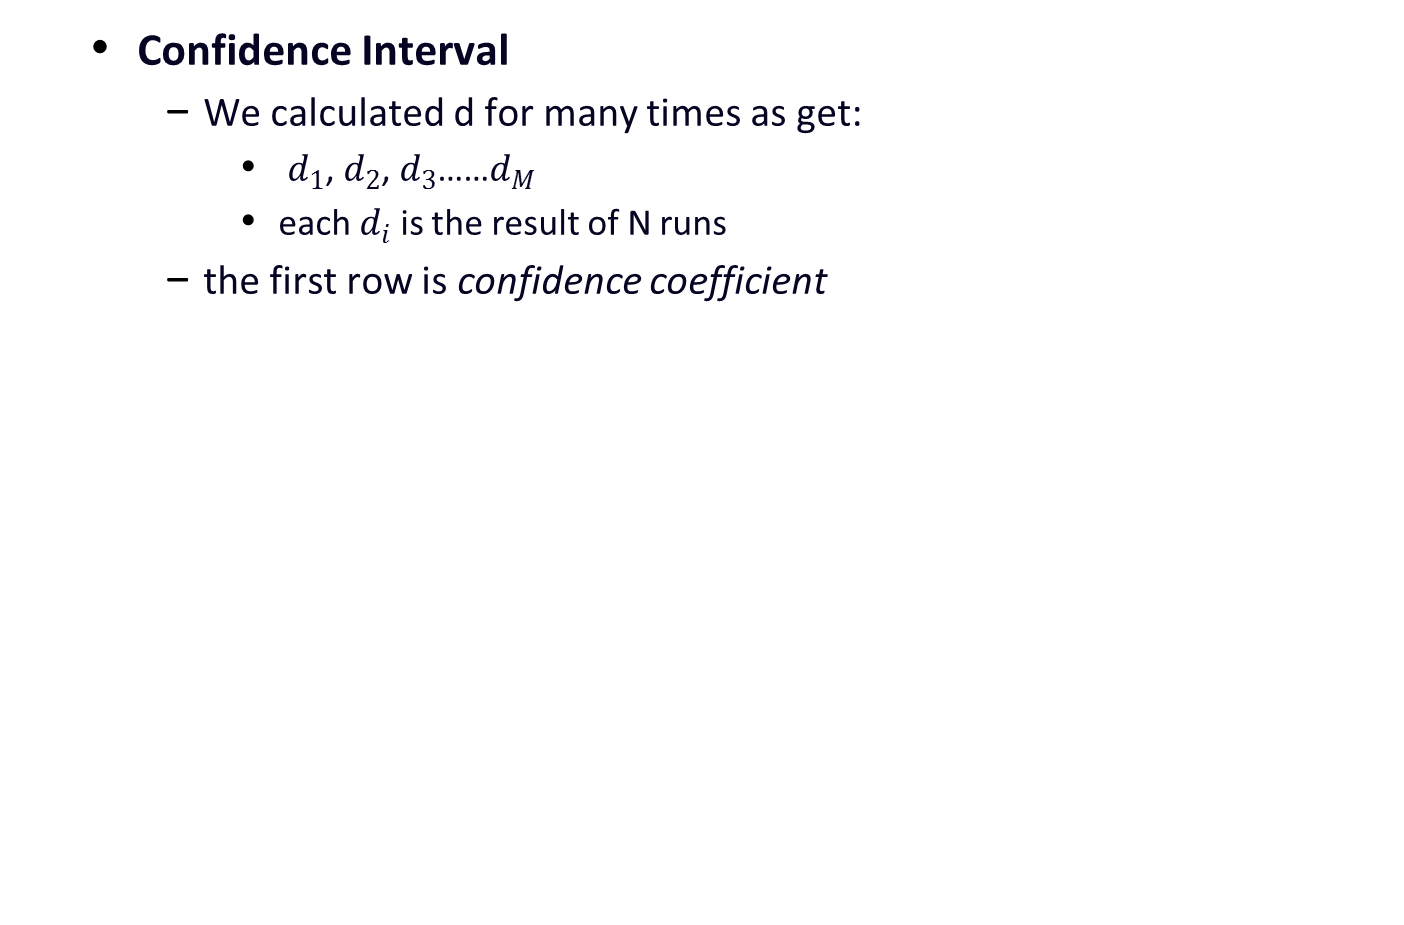 • Confidence Interval
– We calculated d for many times as get:
• d₁, d₂, d₃……d_M
• each dᵢ is the result of N runs
– the first row is confidence coefficient